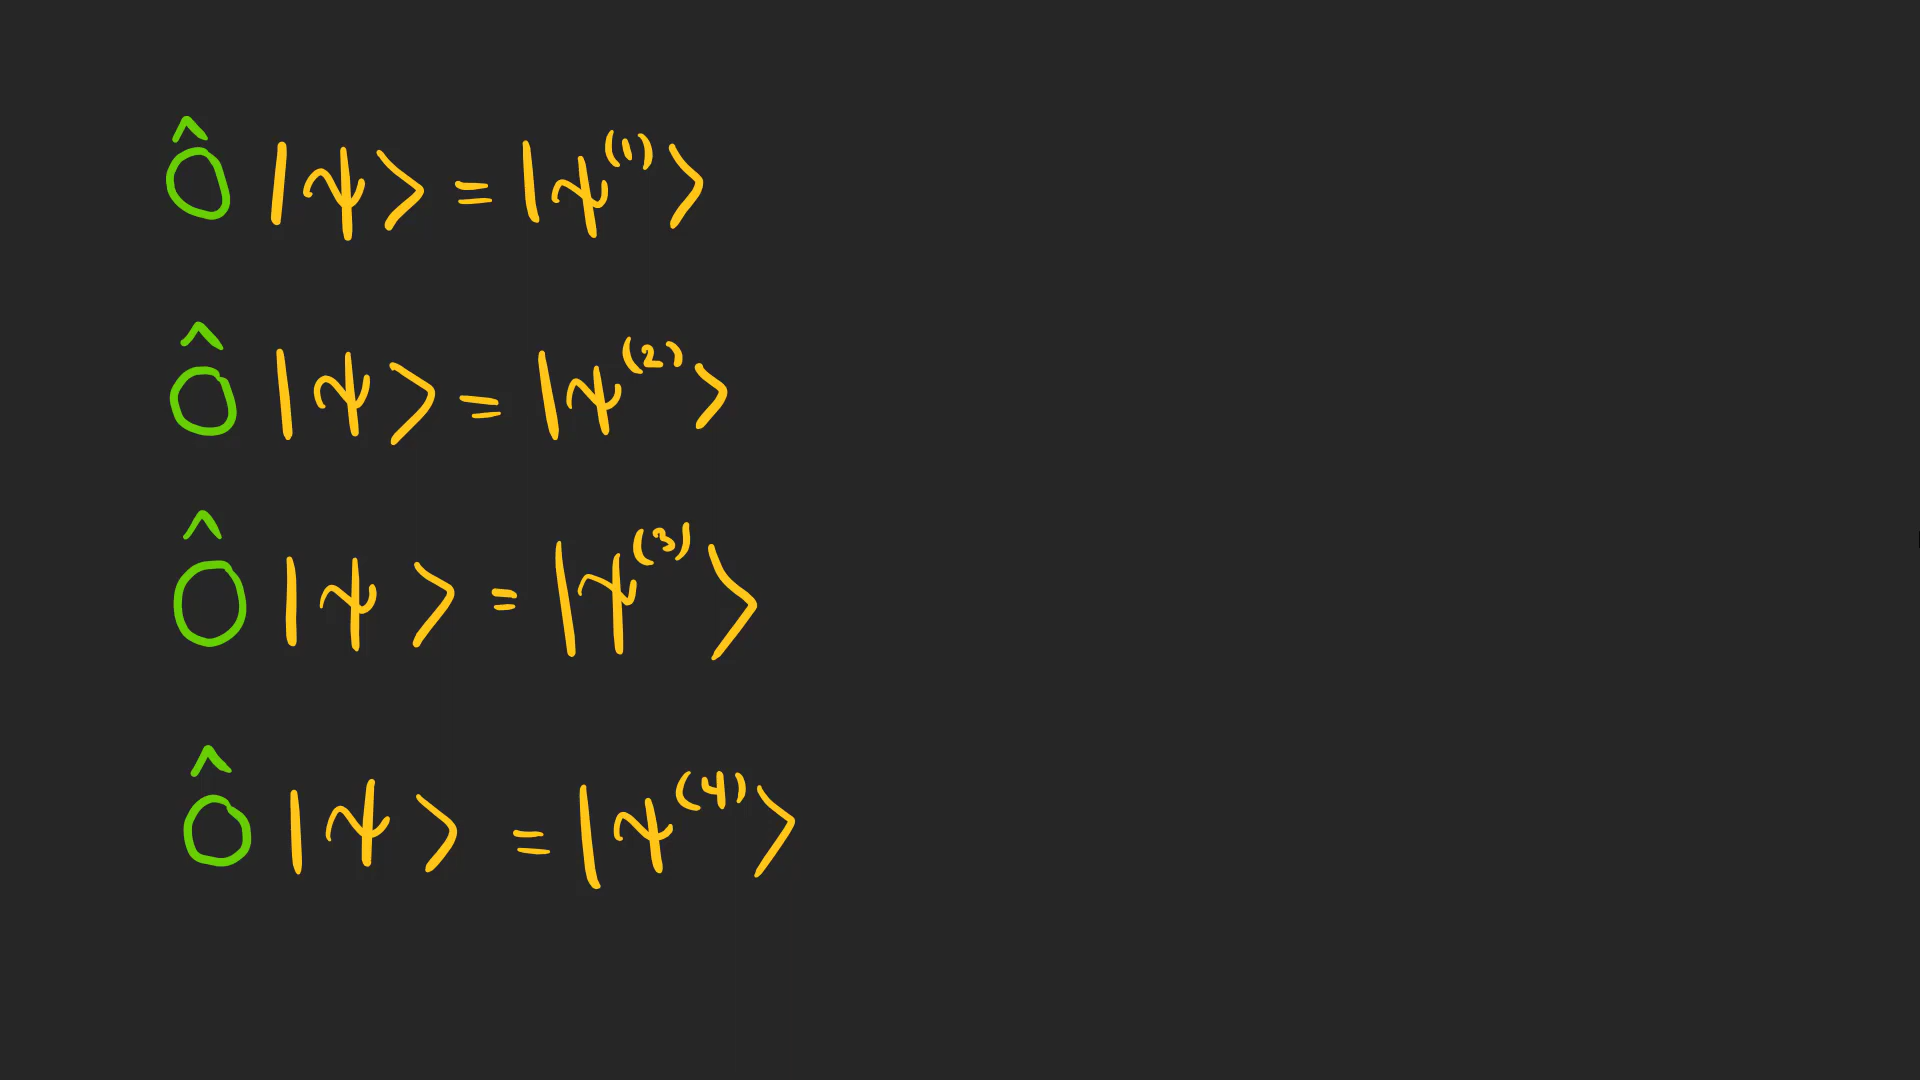 Ô |ψ> = |ψ⁽¹⁾>
Ô |ψ> = |ψ⁽²⁾>
Ô |ψ> = |ψ⁽³⁾>
Ô |ψ> = |ψ⁽⁴⁾>